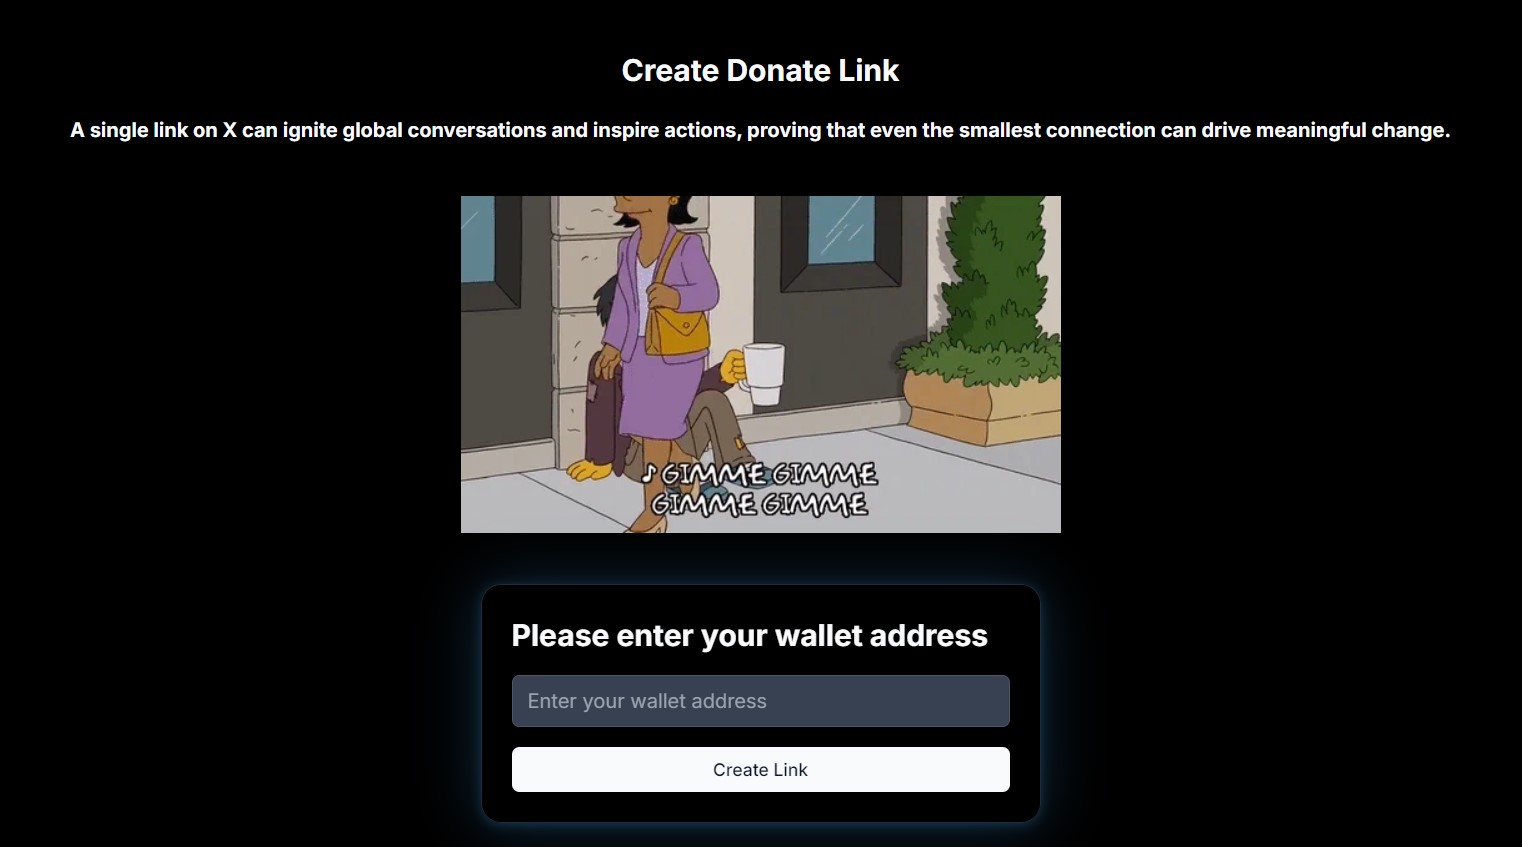 Create Donate Link
A single link on X can ignite global conversations and inspire actions, proving that even the smallest connection can drive meaningful change.
♪ GIMME GIMME
GIMME GIMME
Please enter your wallet address
Enter your wallet address
Create Link